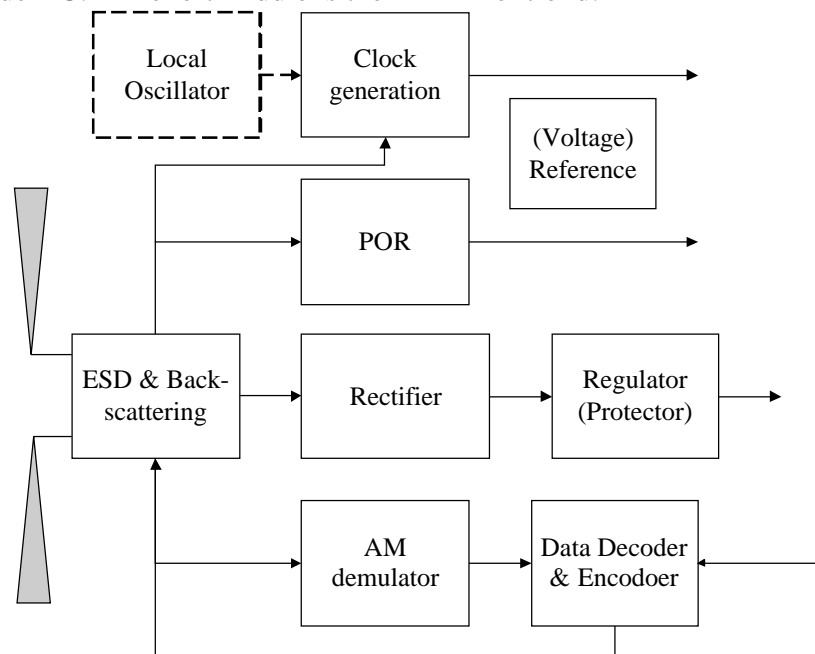 Local
Oscillator
Clock
generation
(Voltage)
Reference
POR
ESD & Back-
scattering
Rectifier
Regulator
(Protector)
AM
demulator
Data Decoder
& Encodoer